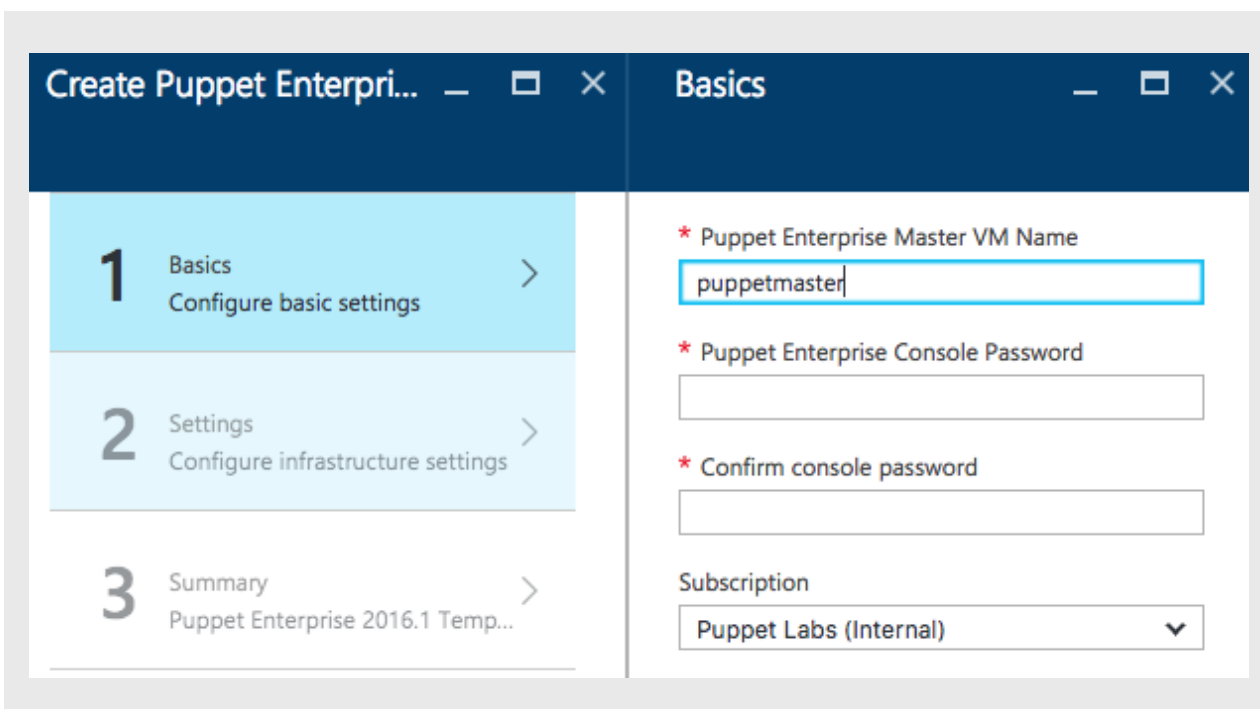 Create Puppet Enterpri...
1
Basics
Configure basic settings
2
Settings
Configure infrastructure settings
3
Summary
Puppet Enterprise 2016.1 Temp...
Basics
* Puppet Enterprise Master VM Name
puppetmaster
* Puppet Enterprise Console Password
* Confirm console password
Subscription
Puppet Labs (Internal)